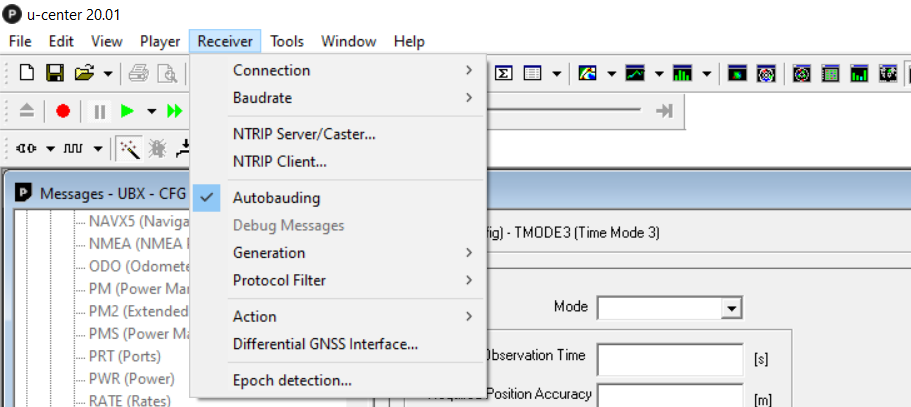 u-center 20.01
File Edit View Player Receiver Tools Window Help
Connection
Baudrate
NTRIP Server/Caster...
NTRIP Client...
Autobauding
Debug Messages
Generation
Protocol Filter
Action
Differential GNSS Interface...
Epoch detection...
Messages - UBX - CFG
NAVX5 (Naviga
NMEA (NMEA
ODO (Odomete
PM (Power Mar
PM2 (Extended
PMS (Power Ma
PRT (Ports)
PWR (Power)
RATE (Rates)
fig) - TMODE3 (Time Mode 3)
Mode
Observation Time [s]
Required Position Accuracy [m]